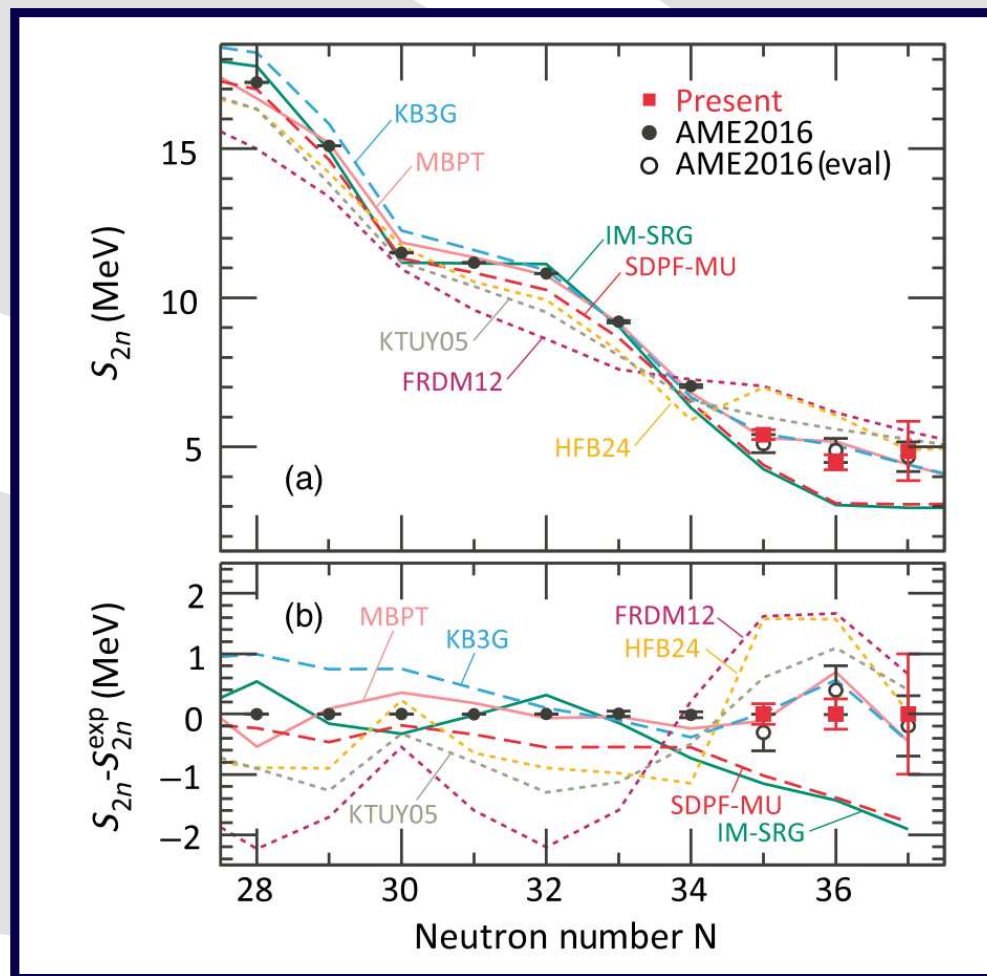 KB3G
MBPT
Present
AME2016
AME2016 (eval)
IM-SRG
SDPF-MU
KTUY05
FRDM12
HFB24
(a)
15
10
5
S2n (MeV)
(b)
MBPT
KB3G
FRDM12
HFB24
KTUY05
SDPF-MU
IM-SRG
2
1
0
−1
−2
S2n-S2n^exp (MeV)
28 30 32 34 36
Neutron number N